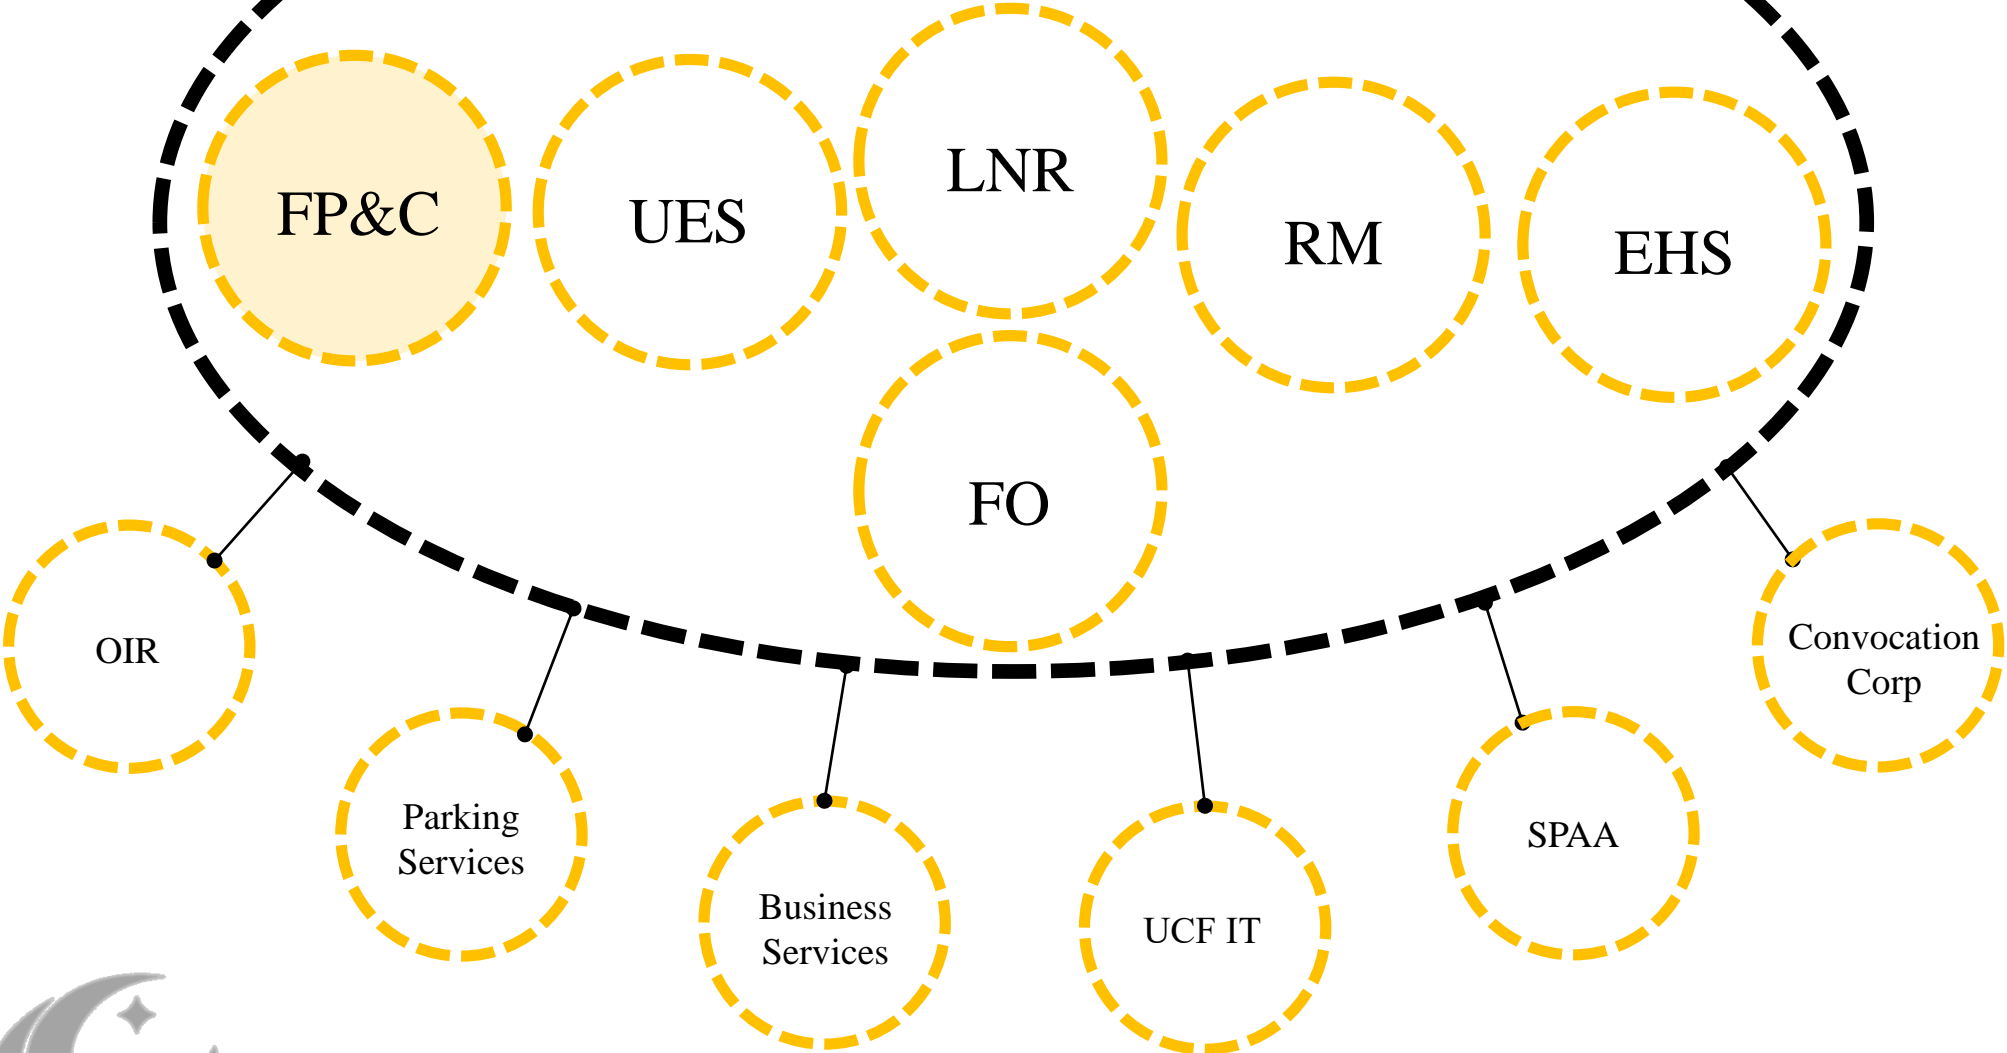 FP&C
UES
LNR
RM
EHS
FO
OIR
Parking
Services
Business
Services
UCF IT
SPAA
Convocation
Corp